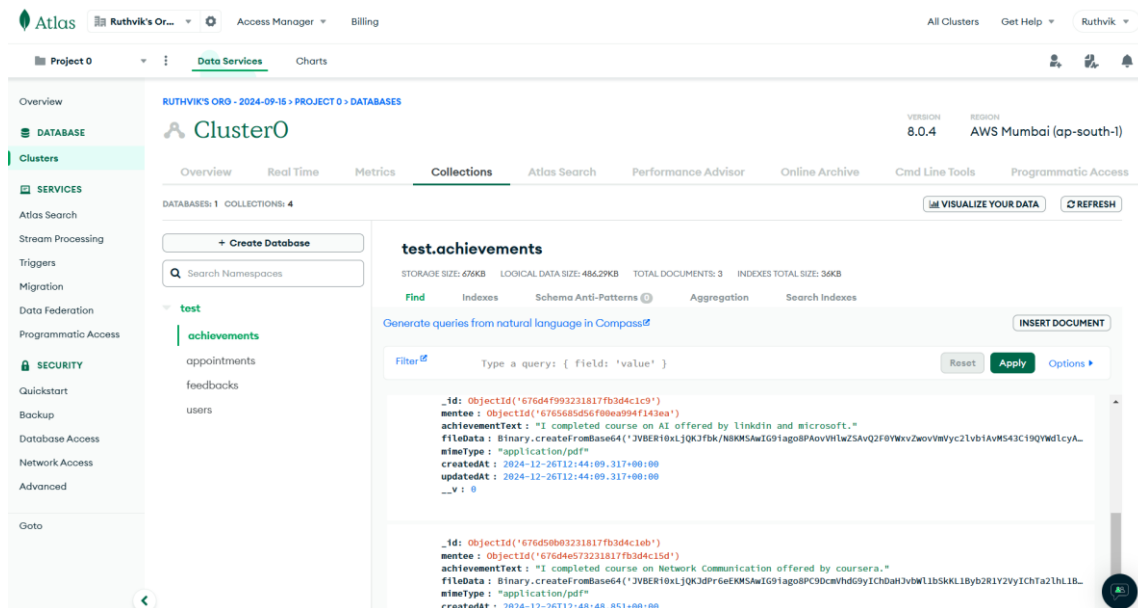 Atlas
Ruthvik's Or...
Access Manager
Billing
All Clusters
Get Help
Ruthvik
Project 0
Data Services
Charts
Overview
DATABASE
Clusters
SERVICES
Atlas Search
Stream Processing
Triggers
Migration
Data Federation
Programmatic Access
SECURITY
Quickstart
Backup
Database Access
Network Access
Advanced
Goto
RUTHVIK'S ORG - 2024-09-15 > PROJECT 0 > DATABASES
Cluster0
VERSION
8.0.4
REGION
AWS Mumbai (ap-south-1)
Overview
Real Time
Metrics
Collections
Atlas Search
Performance Advisor
Online Archive
Cmd Line Tools
Programmatic Access
DATABASES: 1 COLLECTIONS: 4
VISUALIZE YOUR DATA
REFRESH
+ Create Database
Search Namespaces
test
achievements
appointments
feedbacks
users
test.achievements
STORAGE SIZE: 676KB LOGICAL DATA SIZE: 486.29KB TOTAL DOCUMENTS: 3 INDEXES TOTAL SIZE: 36KB
Find
Indexes
Schema Anti-Patterns 0
Aggregation
Search Indexes
Generate queries from natural language in Compass
INSERT DOCUMENT
Filter
Type a query: { field: 'value' }
Reset
Apply
Options
_id: ObjectId('676d4f993231817fb3d4c1c9')
mentee : ObjectId('6765685d56f00ea994f143ea')
achievementText : "I completed course on AI offered by linkdin and microsoft."
fileData : Binary.createFromBase64('JVBERi0xLjQKJfbk/N8KMSAwIG9iago8PAovVHlwZSAvQ2F0YWxvZwovVmVyc2lvbiAvMS43Ci9QYWdlcyA…
mimeType : "application/pdf"
createdAt : 2024-12-26T12:44:09.317+00:00
updatedAt : 2024-12-26T12:44:09.317+00:00
__v : 0
_id: ObjectId('676d50b03231817fb3d4c1eb')
mentee : ObjectId('676d4e573231817fb3d4c15d')
achievementText : "I completed course on Network Communication offered by coursera."
fileData : Binary.createFromBase64('JVBERi0xLjQKJdPr6eEKMSAwIG9iago8PC9DcmVhdG9yIChDaHJvbWl1bSkKL1Byb2R1Y2VyIChTa2lhL1B…
mimeType : "application/pdf"
createdAt : 2024-12-26T12:48:48.851+00:00